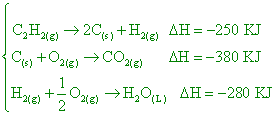 C₂H₂(g) → 2C(s) + H₂(g)   ΔH = −250 KJ
C(s) + O₂(g) → CO₂(g)   ΔH = −380 KJ
H₂(g) + 1/2 O₂(g) → H₂O(L)   ΔH = −280 KJ